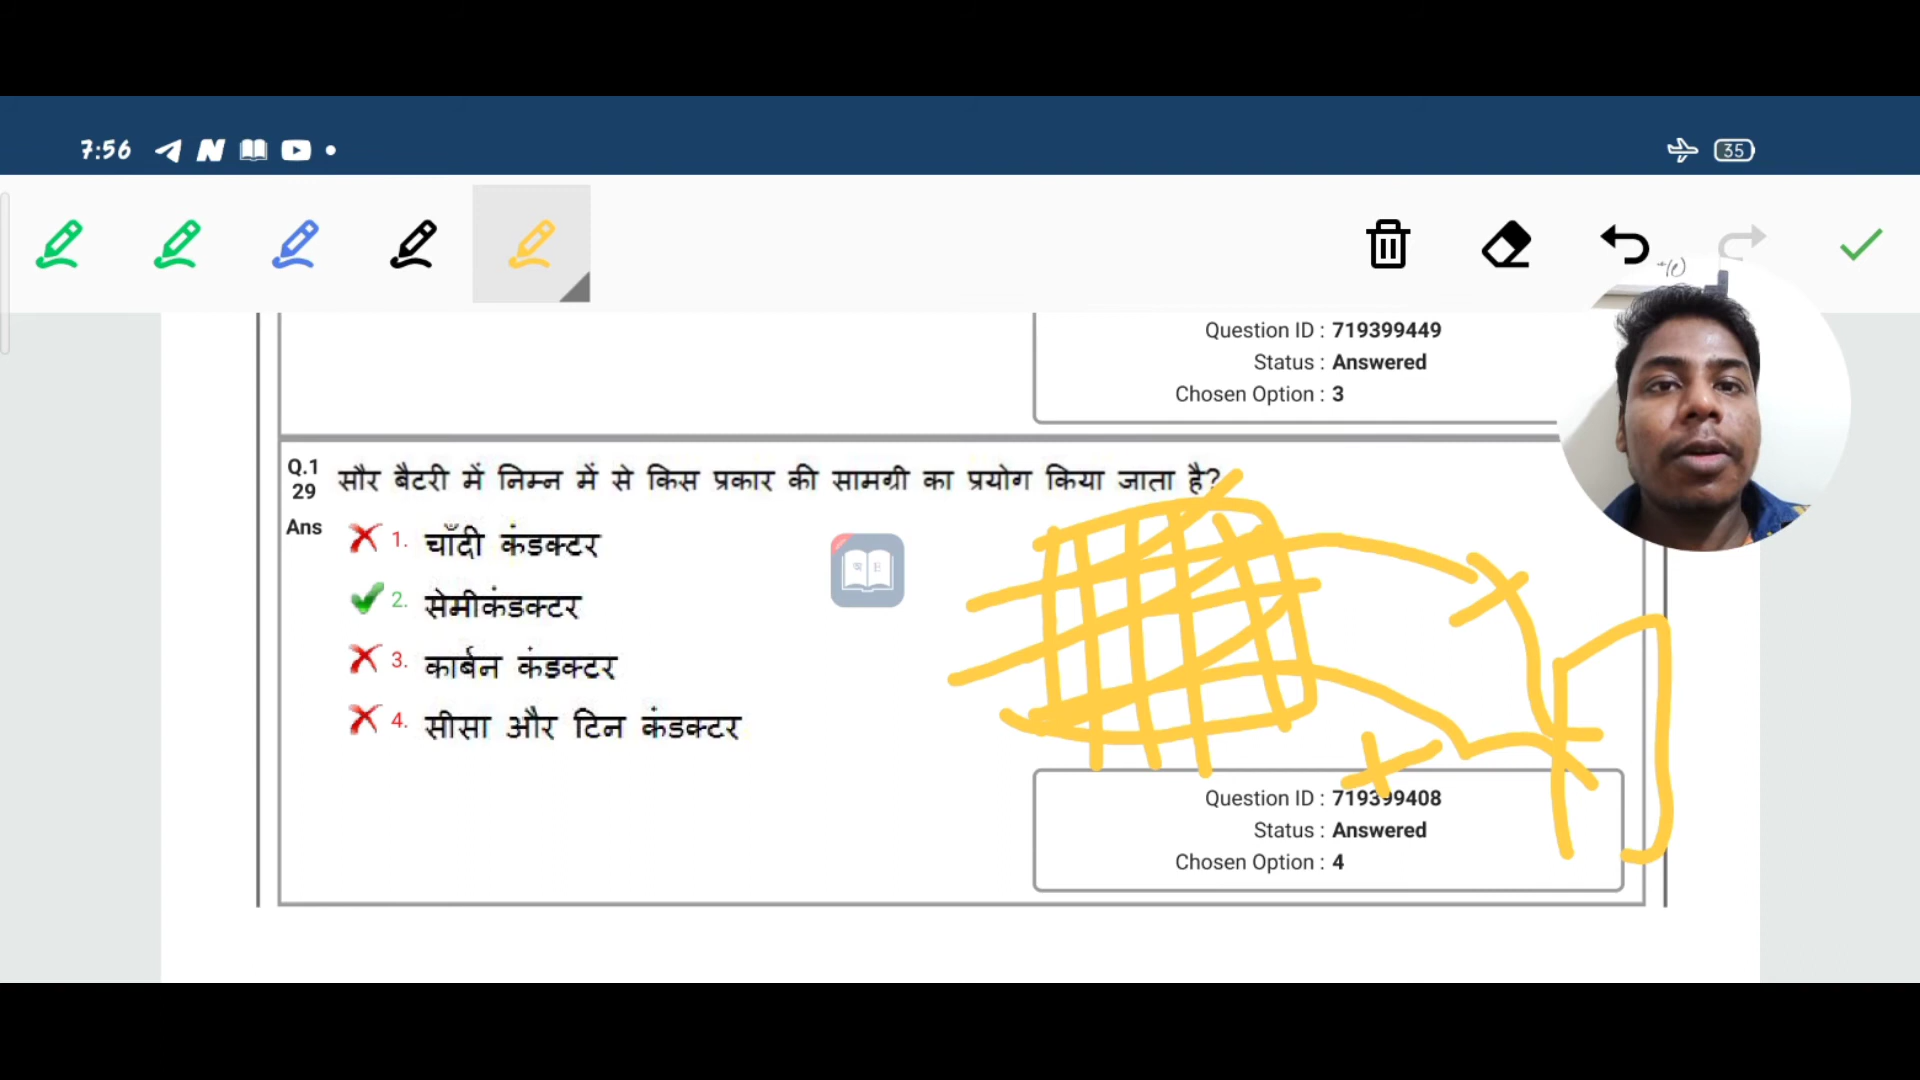 7:56
35
Question ID : 719399449
Status : Answered
Chosen Option : 3
Q.1
29
सौर बैटरी में निम्न में से किस प्रकार की सामग्री का प्रयोग किया जाता है?
Ans
1. चाँदी कंडक्टर
2. सेमीकंडक्टर
3. कार्बन कंडक्टर
4. सीसा और टिन कंडक्टर
Question ID : 719399408
Status : Answered
Chosen Option : 4